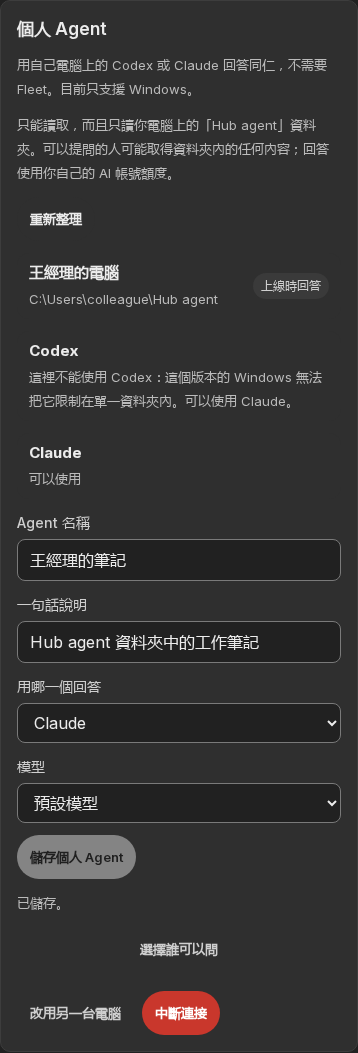 個人 Agent
用自己電腦上的 Codex 或 Claude 回答同仁，不需要
Fleet。目前只支援 Windows。
只能讀取，而且只讀你電腦上的「Hub agent」資料
夾。可以提問的人可能取得資料夾內的任何內容；回答
使用你自己的 AI 帳號額度。
重新整理
王經理的電腦
C:\Users\colleague\Hub agent
上線時回答
Codex
這裡不能使用 Codex：這個版本的 Windows 無法
把它限制在單一資料夾內。可以使用 Claude。
Claude
可以使用
Agent 名稱
王經理的筆記
一句話說明
Hub agent 資料夾中的工作筆記
用哪一個回答
Claude
模型
預設模型
儲存個人 Agent
已儲存。
選擇誰可以問
改用另一台電腦
中斷連接